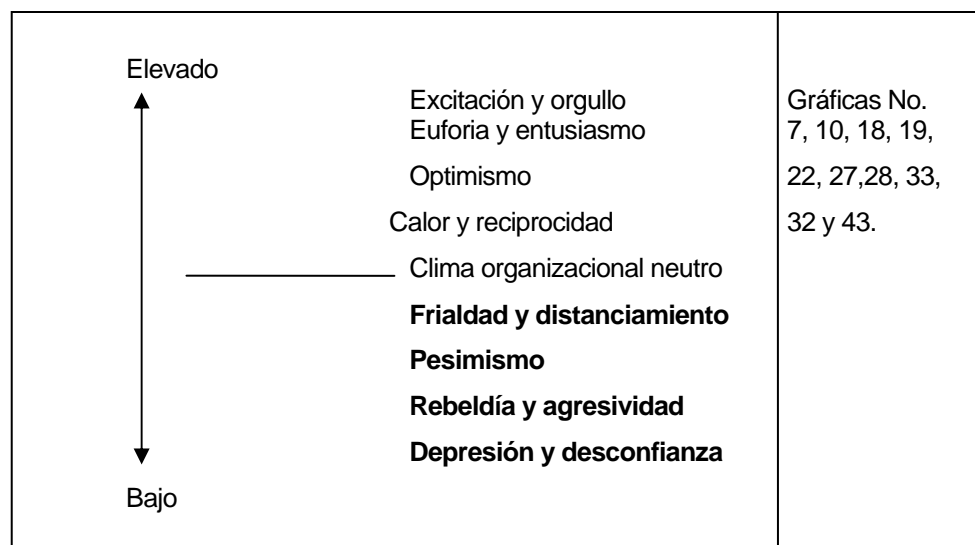 Elevado
Excitación y orgullo
Euforia y entusiasmo
Optimismo
Calor y reciprocidad
Clima organizacional neutro
Frialdad y distanciamiento
Pesimismo
Rebeldía y agresividad
Depresión y desconfianza
Bajo
Gráficas No.
7, 10, 18, 19,
22, 27,28, 33,
32 y 43.